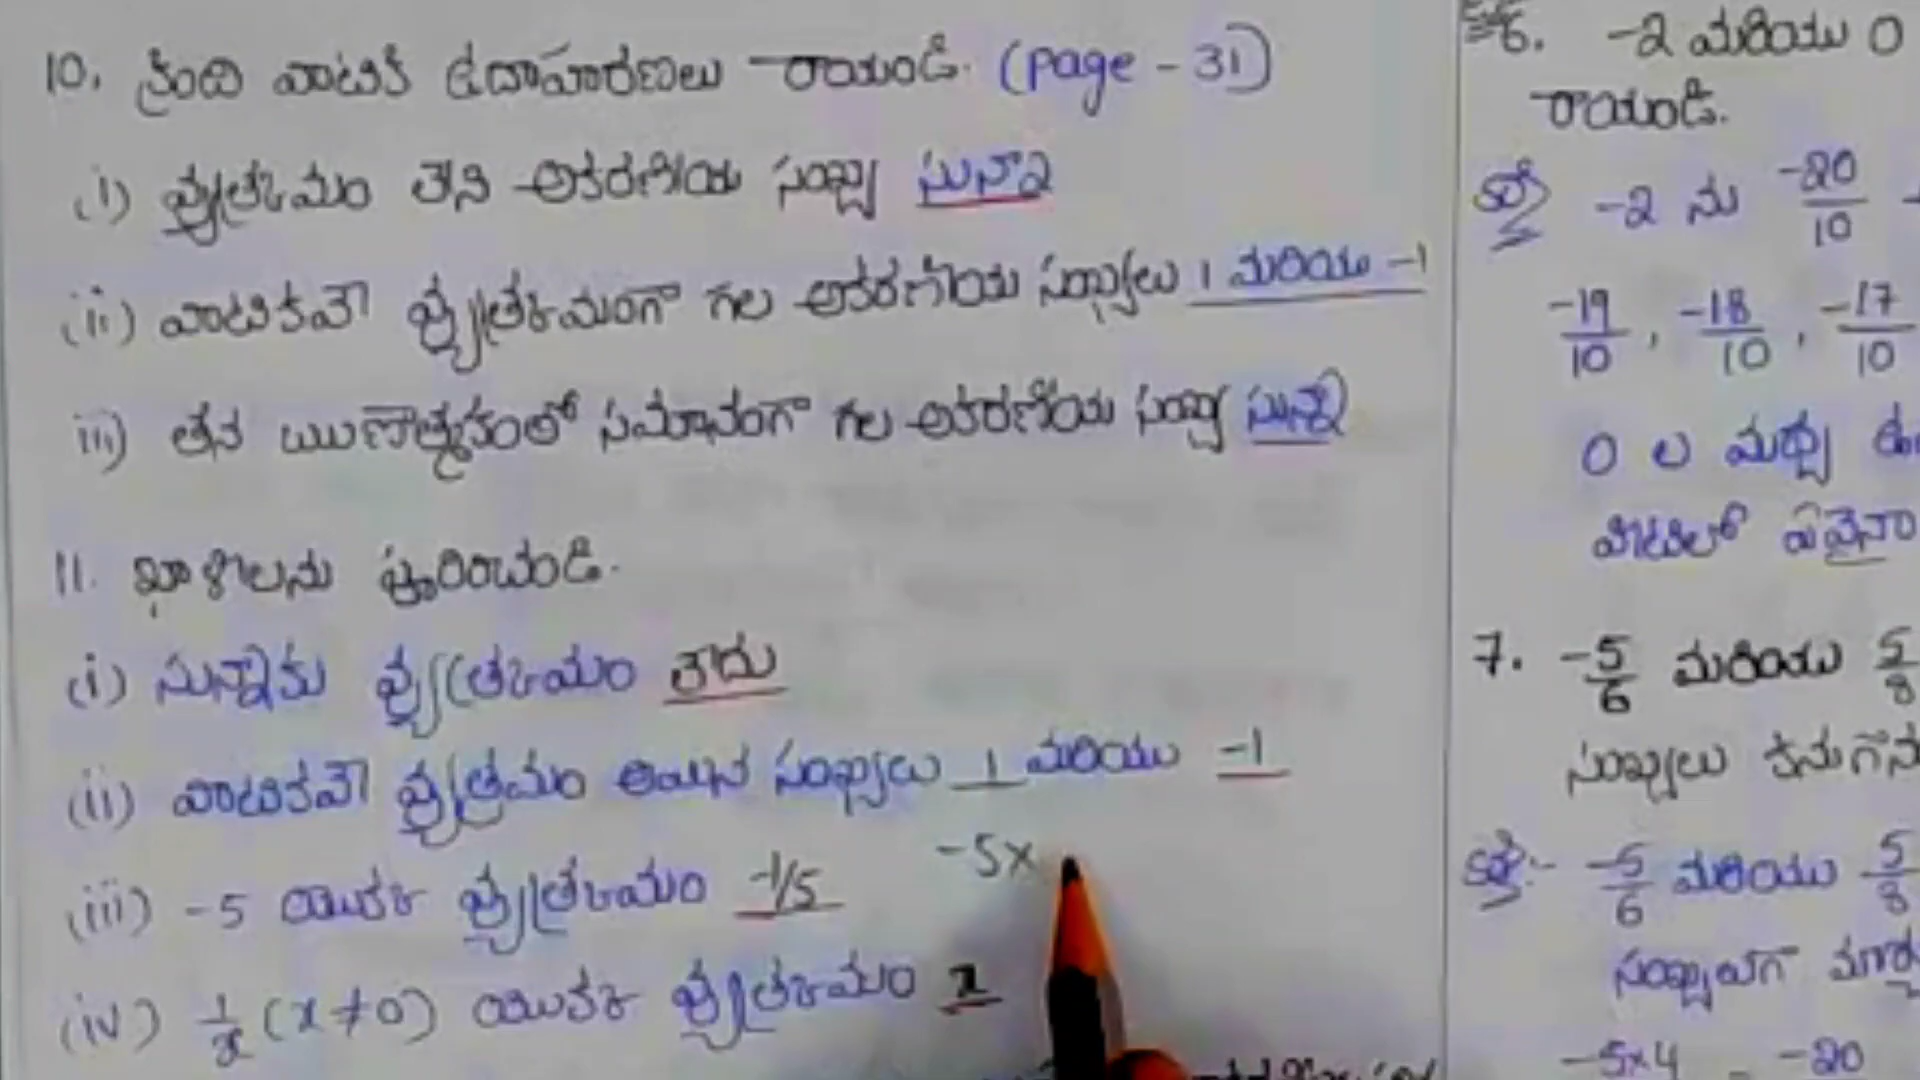 10. క్రింది వాటికి ఉదాహరణలు రాయండి. (page - 31)
(i) వ్యుత్క్రమం లేని అకరణీయ సంఖ్య సున్నా
(ii) వాటికవే వ్యుత్క్రమంగా గల అకరణీయ సంఖ్యలు 1 మరియు -1
iii) తన ఋణాత్మకంతో సమానంగా గల అకరణీయ సంఖ్య సున్నా
11. ఖాళీలను పూరించండి.
(i) సున్నాకు వ్యుత్క్రమం లేదు
(ii) వాటికవే వ్యుత్క్రమం అయిన సంఖ్యలు 1 మరియు -1
-5x
(iii) -5 యొక్క వ్యుత్క్రమం -1/5
(iv) 1/x (x≠0) యొక్క వ్యుత్క్రమం x
6. -2 మరియు 0
రాయండి.
-2 ను -20/10
-19/10, -18/10, -17/10
0 ల మధ్య
వీటిలో ఏవైనా
7. -5/6 మరియు 5/8
సంఖ్యలు కనుగొన
-5/6 మరియు 5/8
సంఖ్యలుగా మార్చ
-5x4 -20